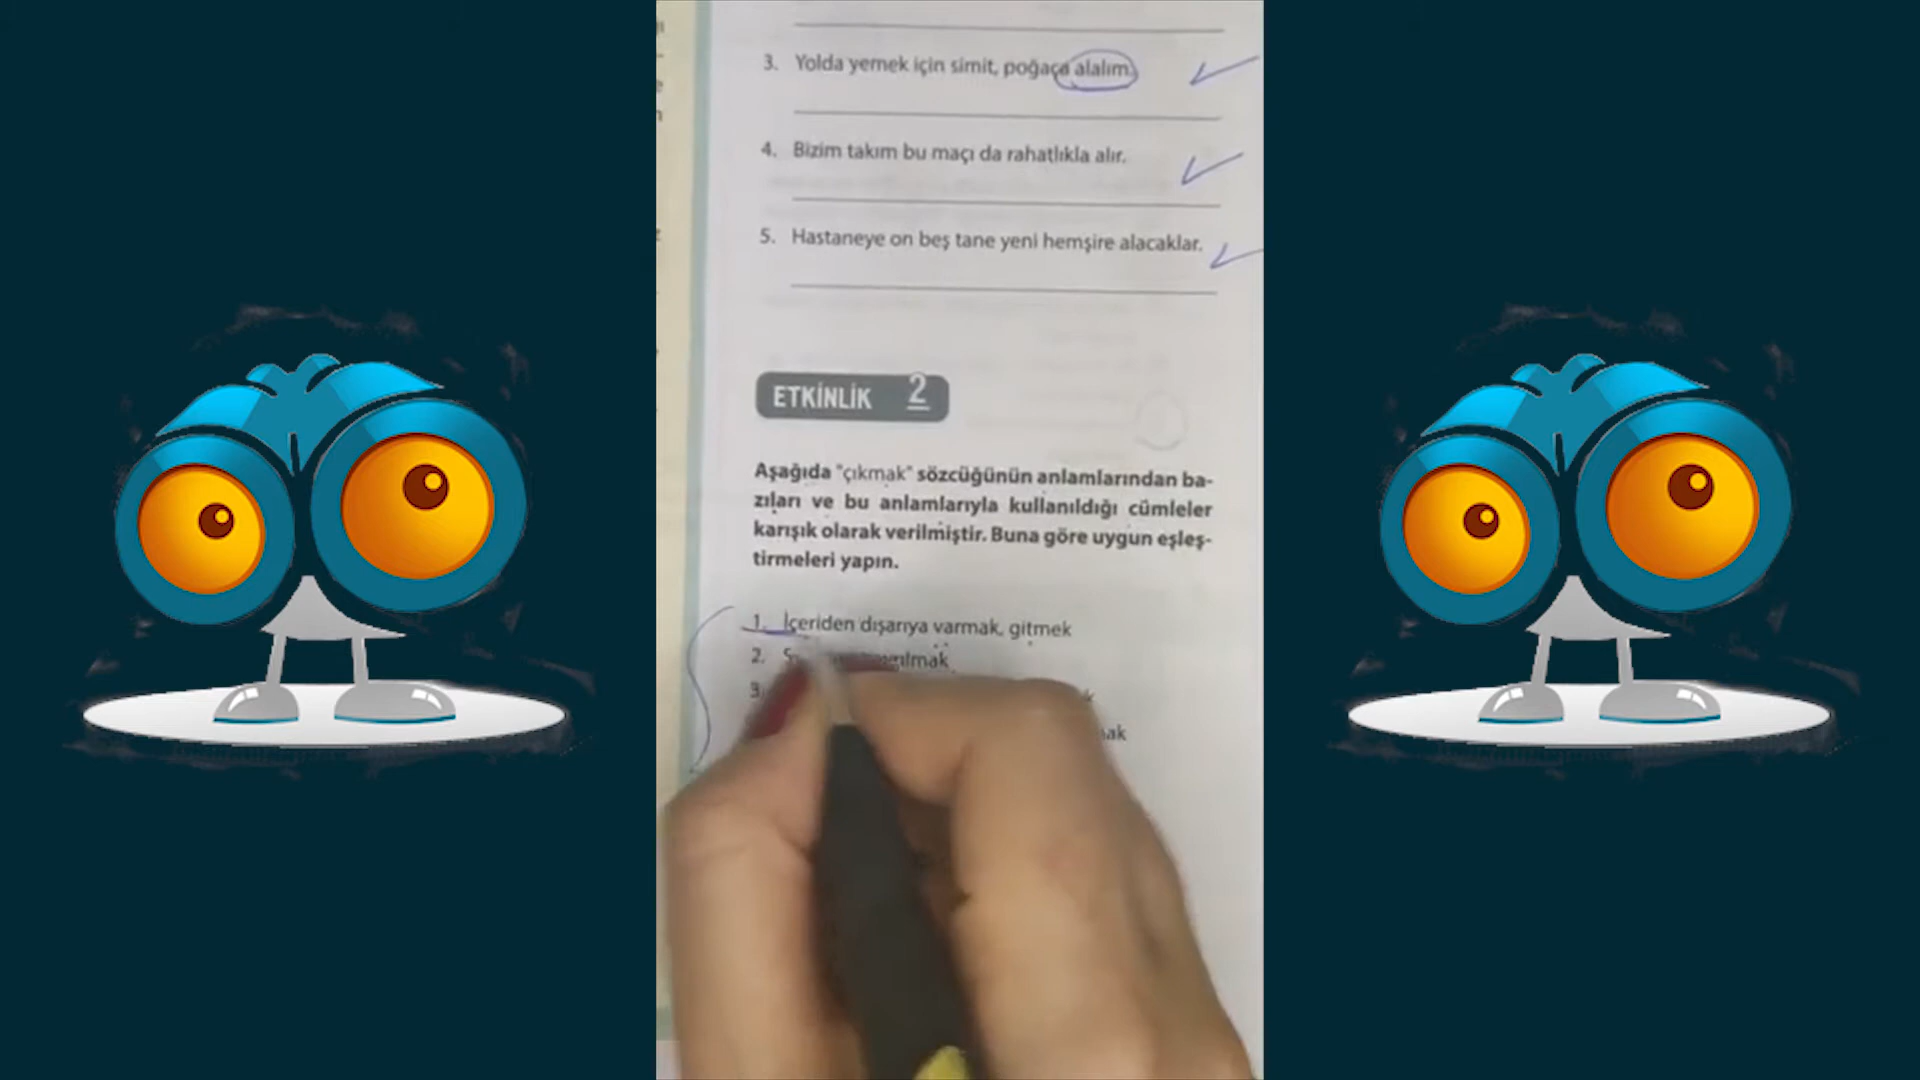 3. Yolda yemek için simit, poğaça alalım.
4. Bizim takım bu maçı da rahatlıkla alır.
5. Hastaneye on beş tane yeni hemşire alacaklar.
ETKİNLİK 2
Aşağıda "çıkmak" sözcüğünün anlamlarından ba-
zıları ve bu anlamlarıyla kullanıldığı cümleler
karışık olarak verilmiştir. Buna göre uygun eşleş-
tirmeleri yapın.
1. İçeriden dışarıya varmak, gitmek
2.
3.